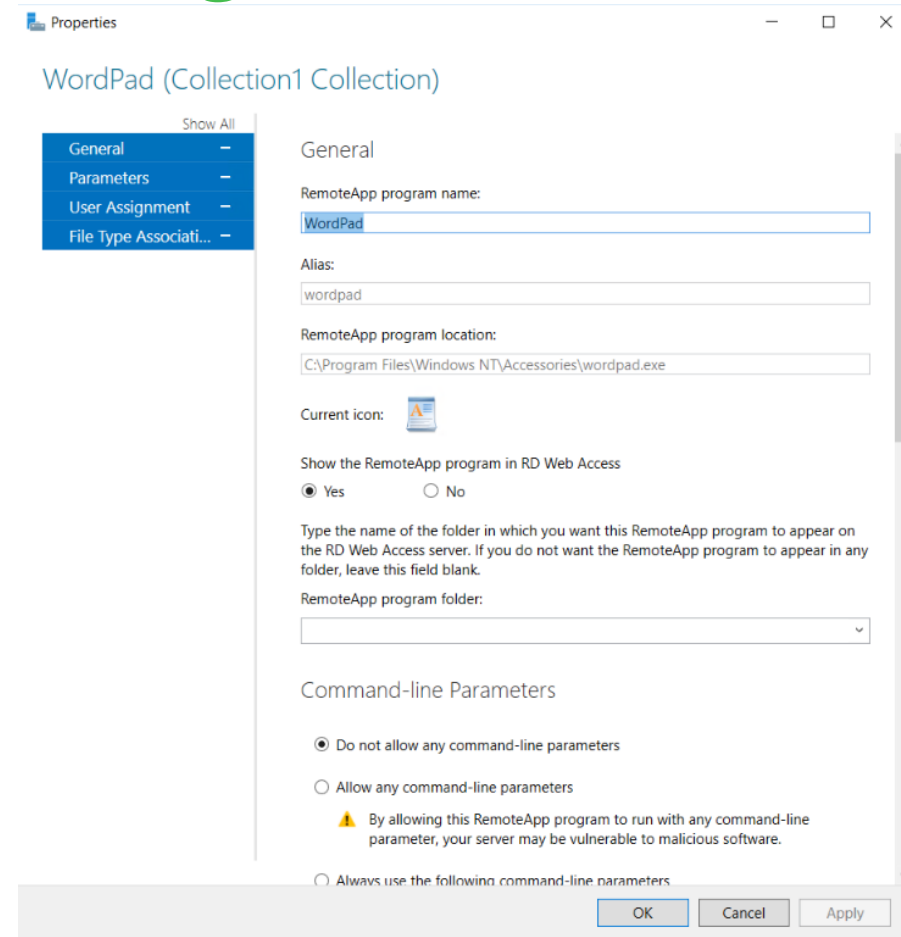 Properties
WordPad (Collection1 Collection)
Show All
General
Parameters
User Assignment
File Type Associati...
General
RemoteApp program name:
WordPad
Alias:
wordpad
RemoteApp program location:
C:\Program Files\Windows NT\Accessories\wordpad.exe
Current icon:
Show the RemoteApp program in RD Web Access
Yes No
Type the name of the folder in which you want this RemoteApp program to appear on
the RD Web Access server. If you do not want the RemoteApp program to appear in any
folder, leave this field blank.
RemoteApp program folder:
Command-line Parameters
Do not allow any command-line parameters
Allow any command-line parameters
By allowing this RemoteApp program to run with any command-line
parameter, your server may be vulnerable to malicious software.
Always use the following command-line parameters
OK Cancel Apply